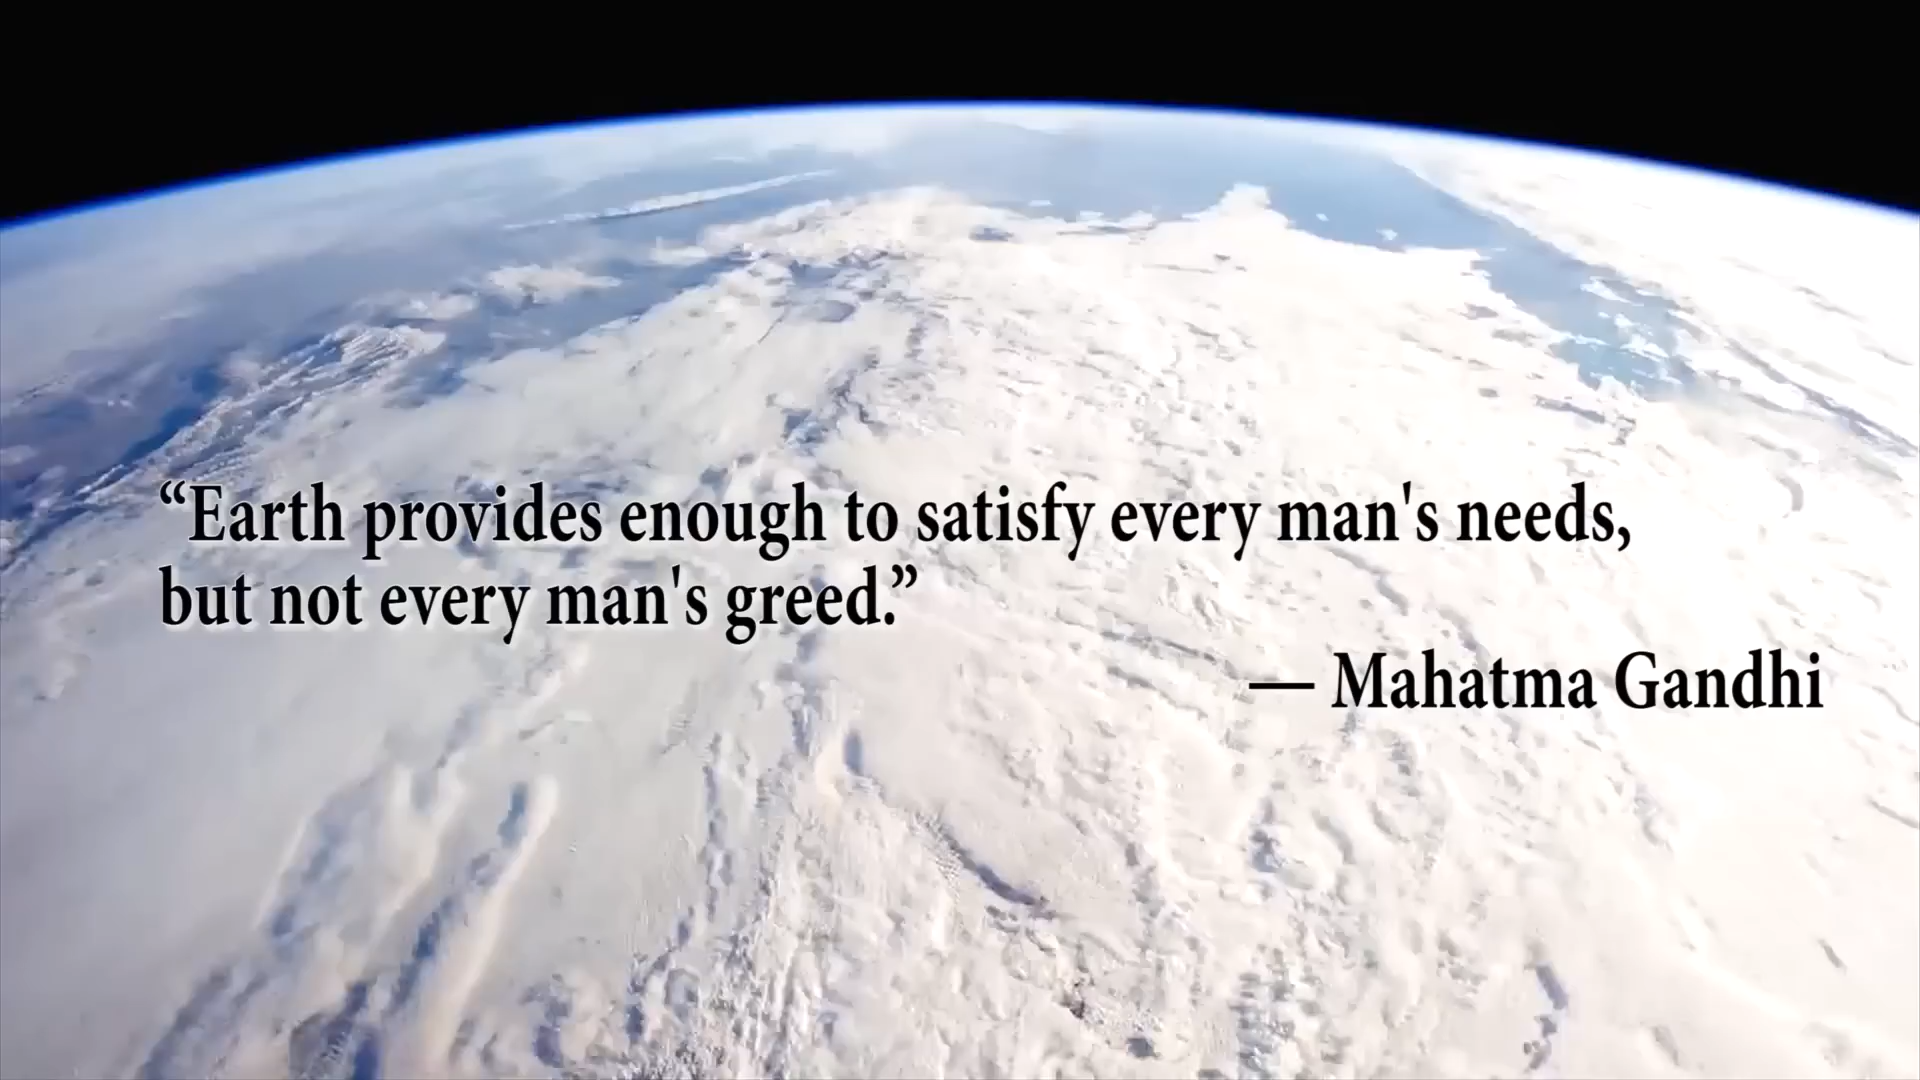 “Earth provides enough to satisfy every man's needs,
but not every man's greed.”
— Mahatma Gandhi